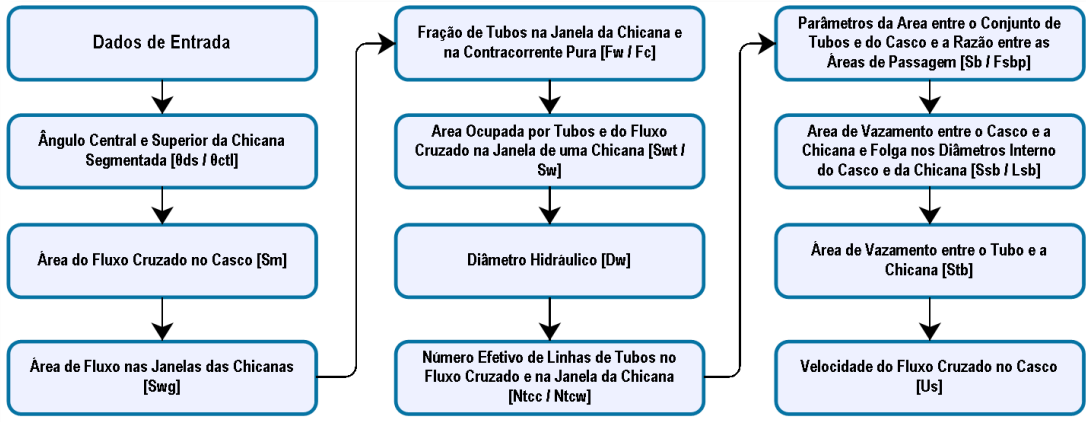 Dados de Entrada
Ângulo Central e Superior da Chicana
Segmentada [θds / θctl]
Área do Fluxo Cruzado no Casco [Sm]
Área de Fluxo nas Janelas das Chicanas
[Swg]
Fração de Tubos na Janela da Chicana e
na Contracorrente Pura [Fw / Fc]
Area Ocupada por Tubos e do Fluxo
Cruzado na Janela de uma Chicana [Swt /
Sw]
Diâmetro Hidráulico [Dw]
Número Efetivo de Linhas de Tubos no
Fluxo Cruzado e na Janela da Chicana
[Ntcc / Ntcw]
Parâmetros da Area entre o Conjunto de
Tubos e do Casco e a Razão entre as
Áreas de Passagem [Sb / Fsbp]
Area de Vazamento entre o Casco e a
Chicana e Folga nos Diâmetros Interno
do Casco e da Chicana [Ssb / Lsb]
Área de Vazamento entre o Tubo e a
Chicana [Stb]
Velocidade do Fluxo Cruzado no Casco
[Us]